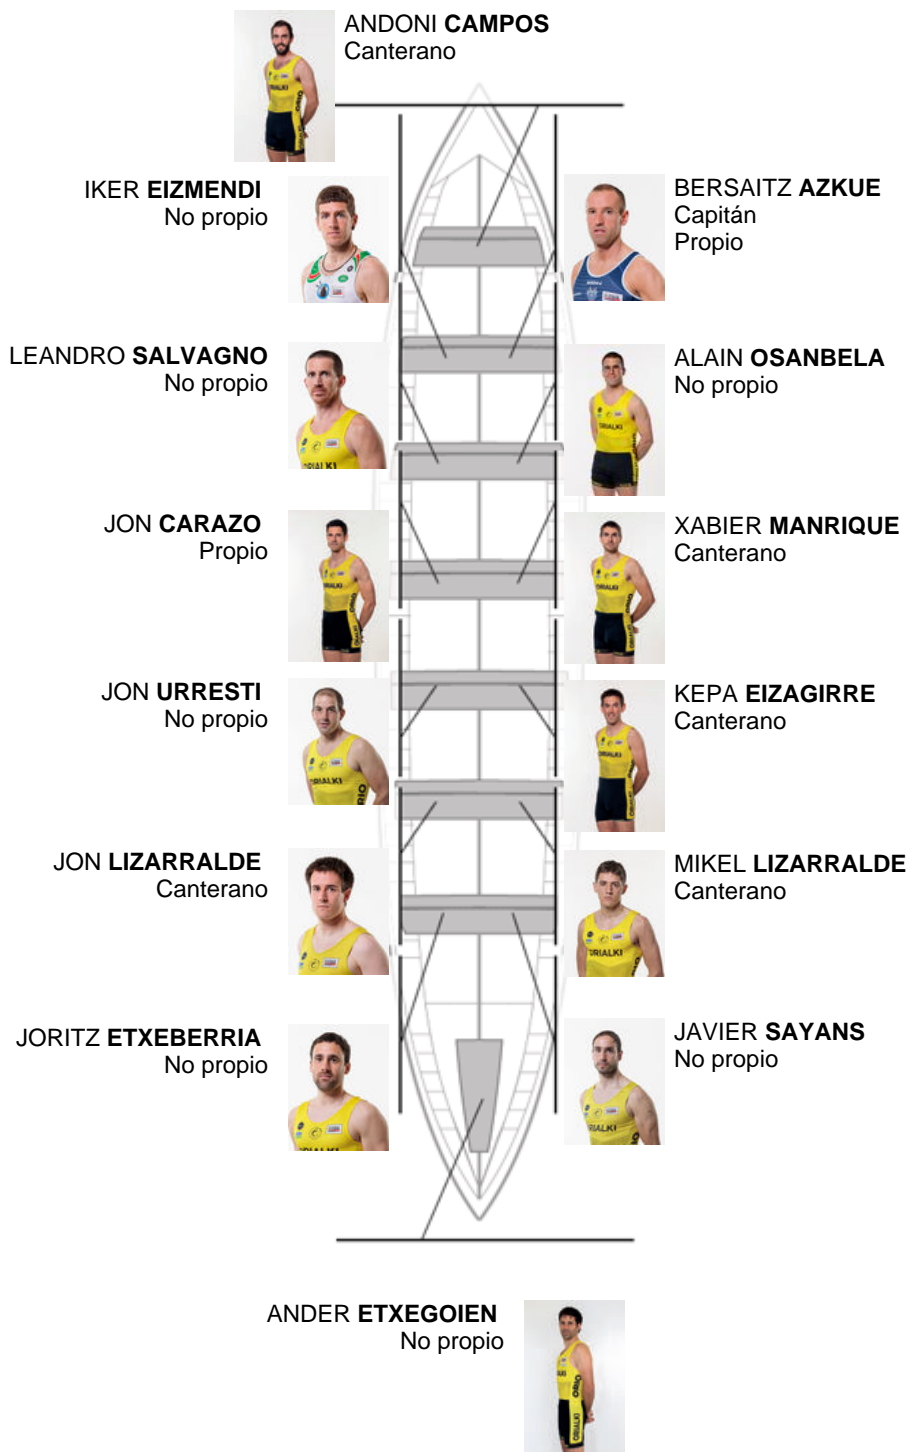 ANDONI CAMPOS
Canterano
IKER EIZMENDI
No propio
BERSAITZ AZKUE
Capitán
Propio
LEANDRO SALVAGNO
No propio
ALAIN OSANBELA
No propio
JON CARAZO
Propio
XABIER MANRIQUE
Canterano
JON URRESTI
No propio
KEPA EIZAGIRRE
Canterano
JON LIZARRALDE
Canterano
MIKEL LIZARRALDE
Canterano
JORITZ ETXEBERRIA
No propio
JAVIER SAYANS
No propio
ANDER ETXEGOIEN
No propio